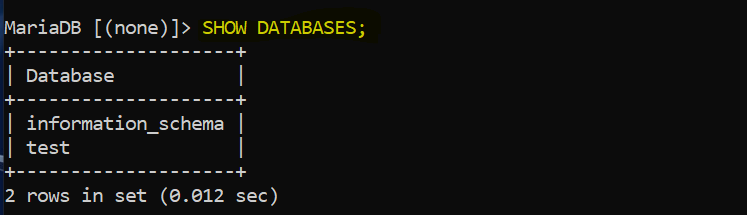 MariaDB [(none)]> SHOW DATABASES;
+--------------------+
| Database           |
+--------------------+
| information_schema |
| test               |
+--------------------+
2 rows in set (0.012 sec)